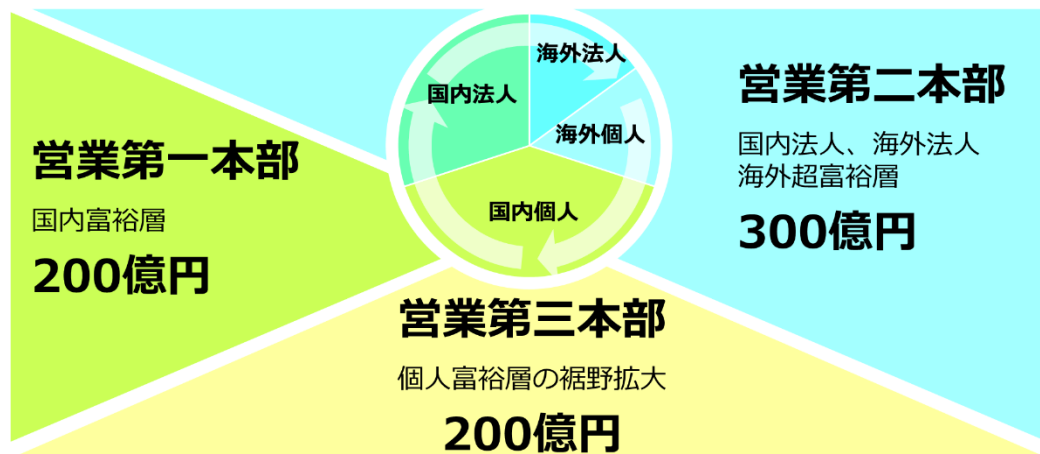 営業第一本部
国内富裕層
200億円
国内法人
海外法人
海外個人
国内個人
営業第二本部
国内法人、海外法人
海外超富裕層
300億円
営業第三本部
個人富裕層の裾野拡大
200億円